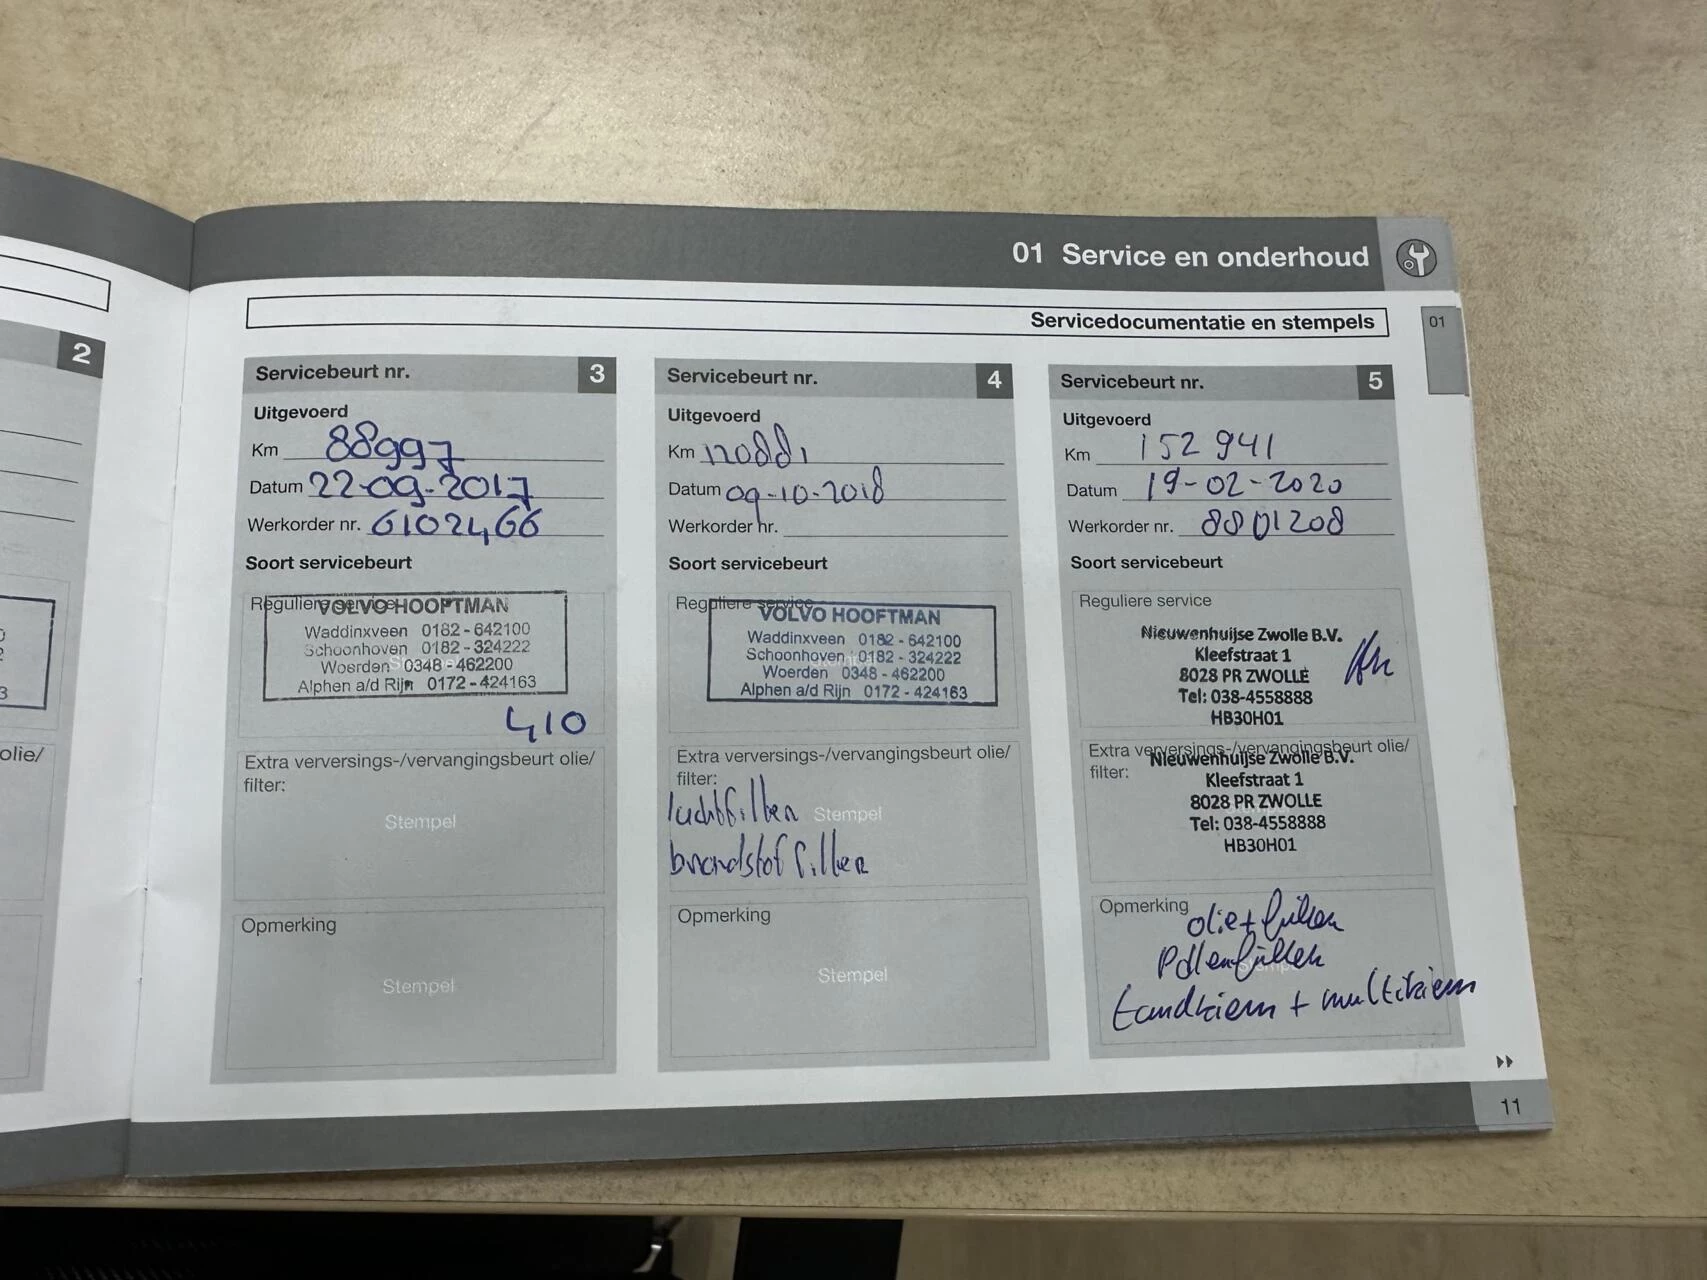 01 Service en onderhoud
Servicedocumentatie en stempels
01
2
olie/
Servicebeurt nr. 3
Uitgevoerd
Km 88997
Datum 22-09-2017
Werkorder nr. 6102466
Soort servicebeurt
Reguliere service
VOLVO HOOFTMAN
Waddinxveen 0182 - 642100
Schoonhoven 0182 - 324222
Woerden 0348 - 462200
Alphen a/d Rijn 0172 - 424163
410
Extra verversings-/vervangingsbeurt olie/
filter:
Stempel
Opmerking
Stempel
Servicebeurt nr. 4
Uitgevoerd
Km 120881
Datum 09-10-2018
Werkorder nr.
Soort servicebeurt
Reguliere service
VOLVO HOOFTMAN
Waddinxveen 0182 - 642100
Schoonhoven 0182 - 324222
Woerden 0348 - 462200
Alphen a/d Rijn 0172 - 424163
Extra verversings-/vervangingsbeurt olie/
filter:
luchtfilter
Stempel
brandstof filter
Opmerking
Stempel
Servicebeurt nr. 5
Uitgevoerd
Km 152 941
Datum 19-02-2020
Werkorder nr. 8801208
Soort servicebeurt
Reguliere service
Nieuwenhuijse Zwolle B.V.
Kleefstraat 1
8028 PR ZWOLLE
Tel: 038-4558888
HB30H01
Extra verversings-/vervangingsbeurt olie/
filter:
Nieuwenhuijse Zwolle B.V.
Kleefstraat 1
8028 PR ZWOLLE
Tel: 038-4558888
HB30H01
Opmerking
olie + filter
Pollenfilter
tandriem + multiriem
11